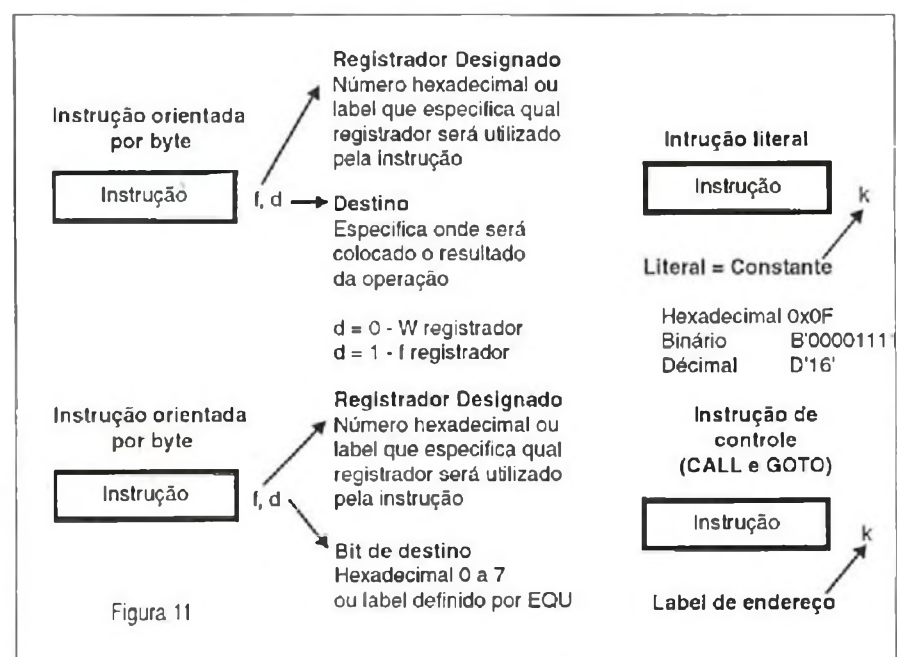 Instrução orientada
por byte
Instrução
f, d
Registrador Designado
Número hexadecimal ou
label que especifica qual
registrador será utilizado
pela instrução
Destino
Especifica onde será
colocado o resultado
da operação
d = 0 - W registrador
d = 1 - f registrador
Intrução literal
Instrução
k
Literal = Constante
Hexadecimal 0x0F
Binário B'00001111
Décimal D'16'
Instrução orientada
por byte
Instrução
f, d
Registrador Designado
Número hexadecimal ou
label que especifica qual
registrador será utilizado
pela instrução
Bit de destino
Hexadecimal 0 a 7
ou label definido por EQU
Instrução de
controle
(CALL e GOTO)
Instrução
k
Label de endereço
Figura 11